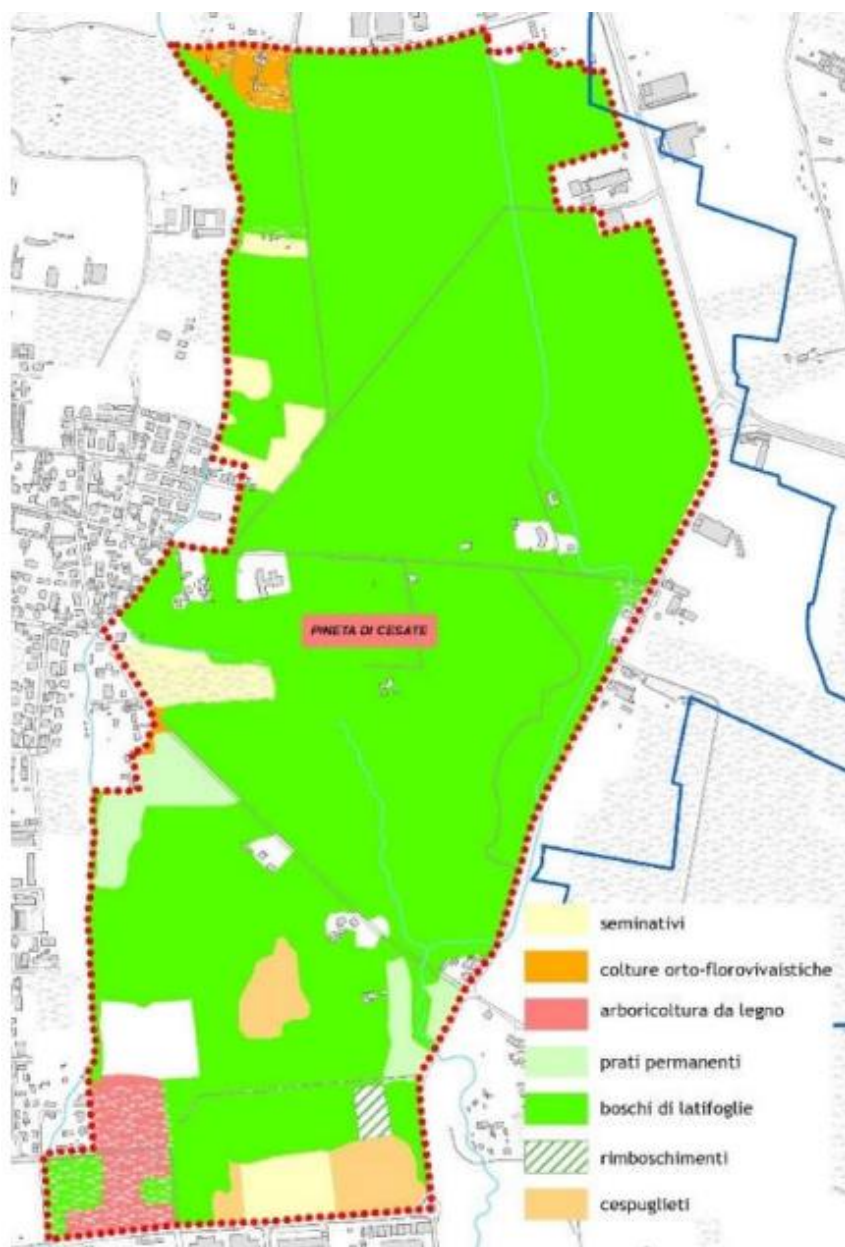 PINETA DI CESATE
seminativi
colture orto-florovivaistiche
arboricoltura da legno
prati permanenti
boschi di latifoglie
rimboschimenti
cespuglieti